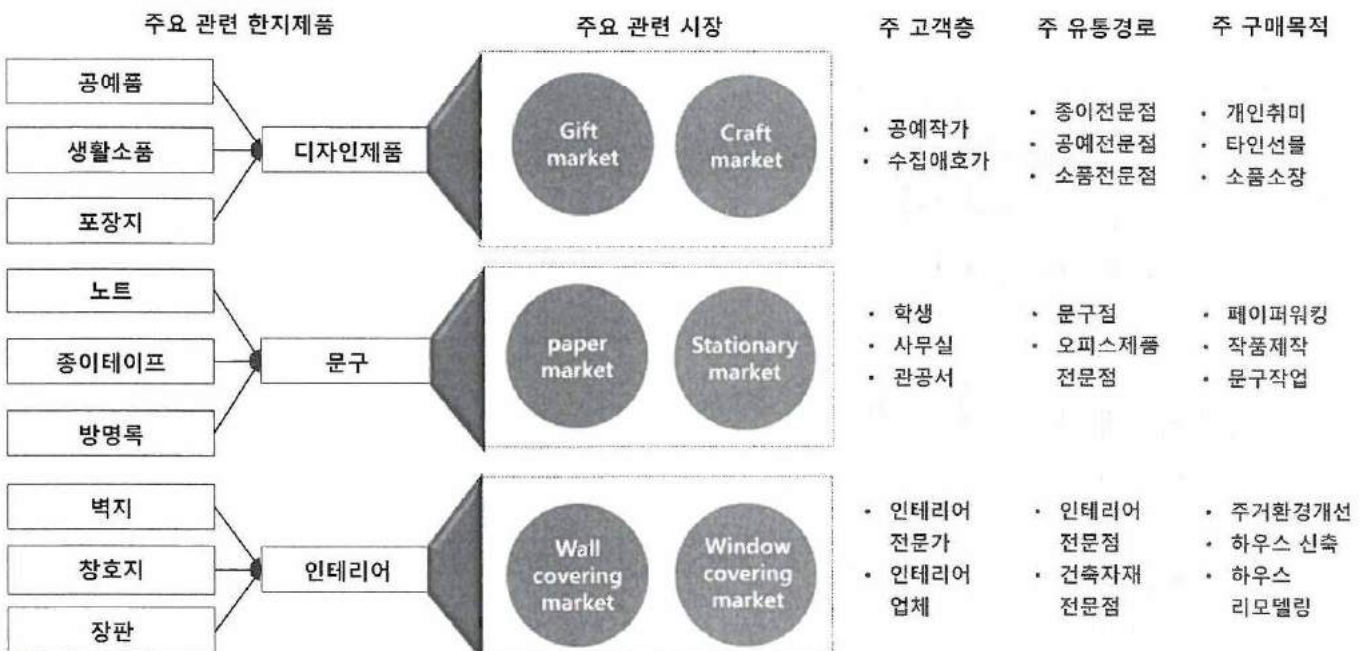 주요 관련 한지제품
주요 관련 시장
주 고객층
주 유통경로
주 구매목적
공예품
생활소품
포장지
디자인제품
Gift
market
Craft
market
• 공예작가
• 수집애호가
• 종이전문점
• 공예전문점
• 소품전문점
• 개인취미
• 타인선물
• 소품소장
노트
종이테이프
방명록
문구
paper
market
Stationary
market
• 학생
• 사무실
• 관공서
• 문구점
• 오피스제품
전문점
• 페이퍼워킹
• 작품제작
• 문구작업
벽지
창호지
장판
인테리어
Wall
covering
market
Window
covering
market
• 인테리어
전문가
• 인테리어
업체
• 인테리어
전문점
• 건축자재
전문점
• 주거환경개선
• 하우스 신축
• 하우스
리모델링